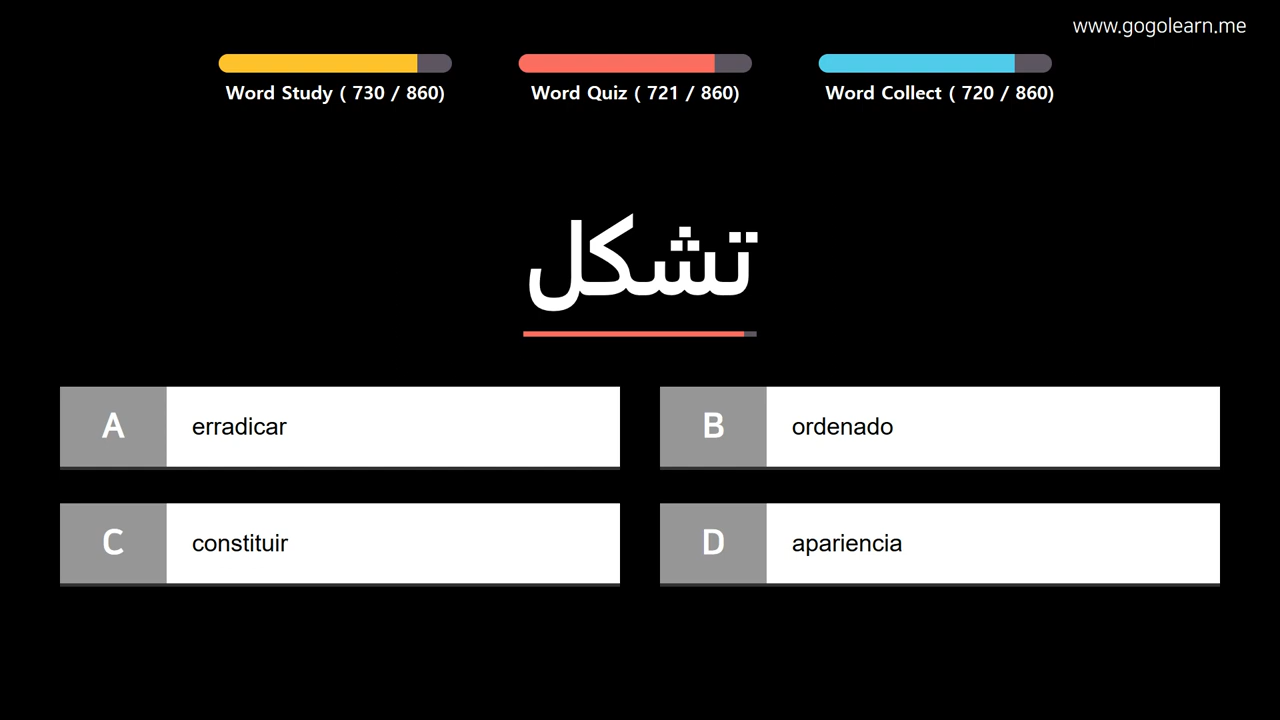 www.gogolearn.me
Word Study ( 730 / 860)
Word Quiz ( 721 / 860)
Word Collect ( 720 / 860)
تشكل
A erradicar
B ordenado
C constituir
D apariencia